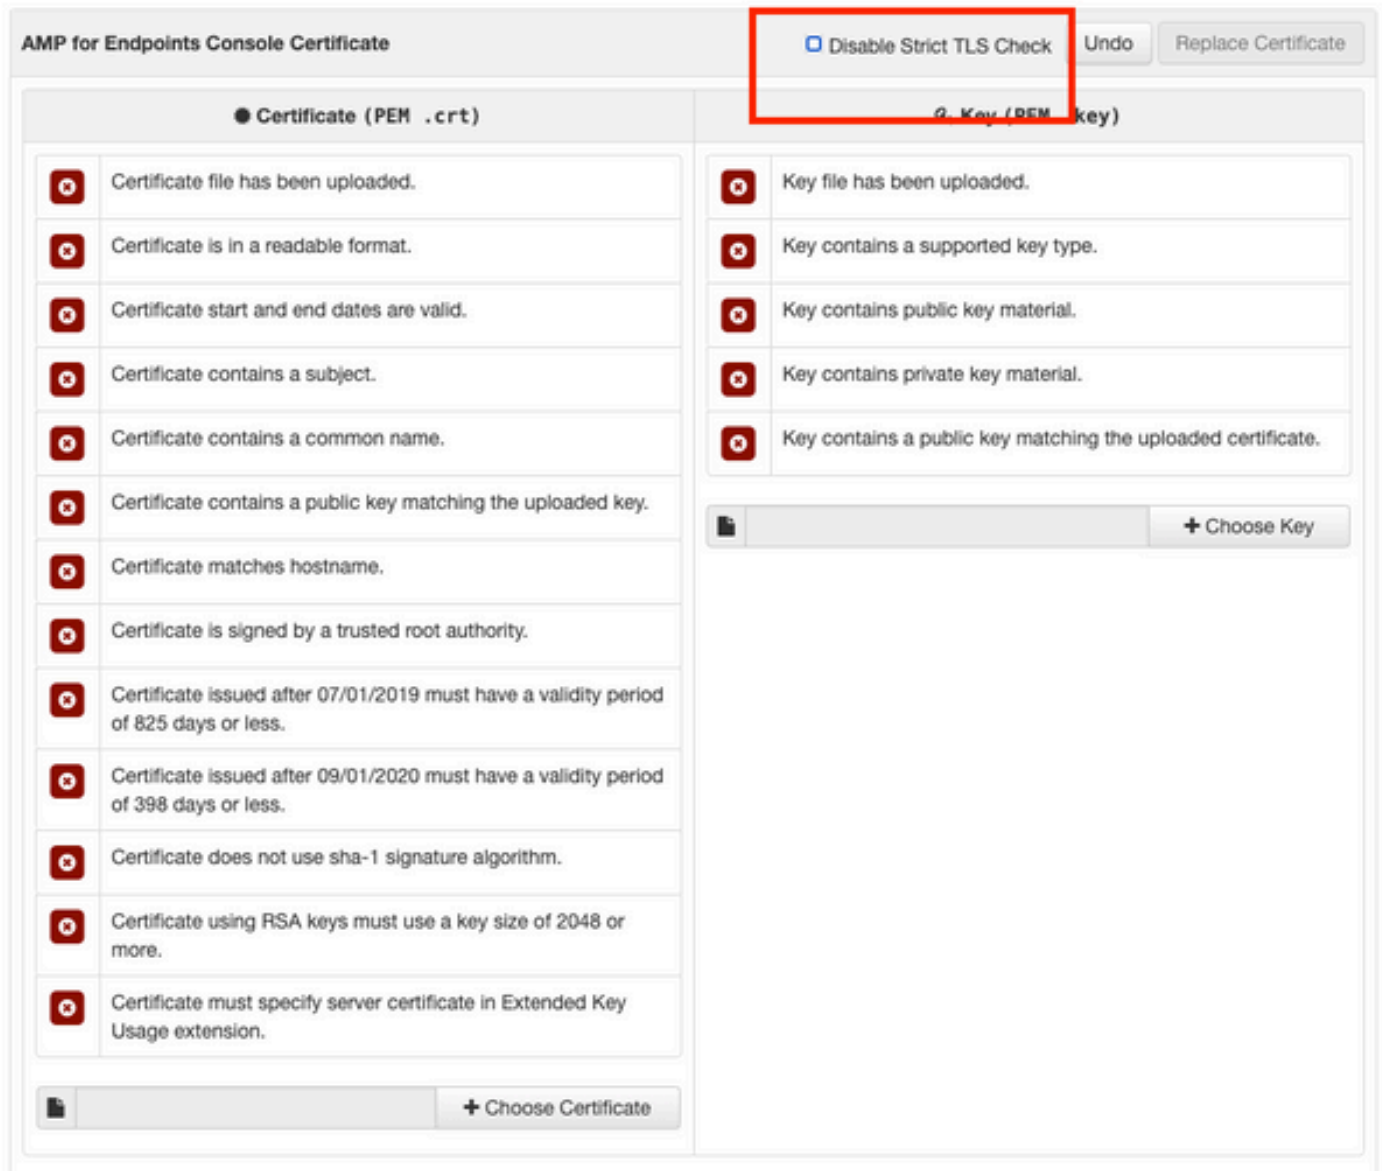 AMP for Endpoints Console Certificate
Disable Strict TLS Check
Undo
Replace Certificate
Certificate (PEM .crt)
Key (PEM .key)
Certificate file has been uploaded.
Certificate is in a readable format.
Certificate start and end dates are valid.
Certificate contains a subject.
Certificate contains a common name.
Certificate contains a public key matching the uploaded key.
Certificate matches hostname.
Certificate is signed by a trusted root authority.
Certificate issued after 07/01/2019 must have a validity period
of 825 days or less.
Certificate issued after 09/01/2020 must have a validity period
of 398 days or less.
Certificate does not use sha-1 signature algorithm.
Certificate using RSA keys must use a key size of 2048 or
more.
Certificate must specify server certificate in Extended Key
Usage extension.
+ Choose Certificate
Key file has been uploaded.
Key contains a supported key type.
Key contains public key material.
Key contains private key material.
Key contains a public key matching the uploaded certificate.
+ Choose Key